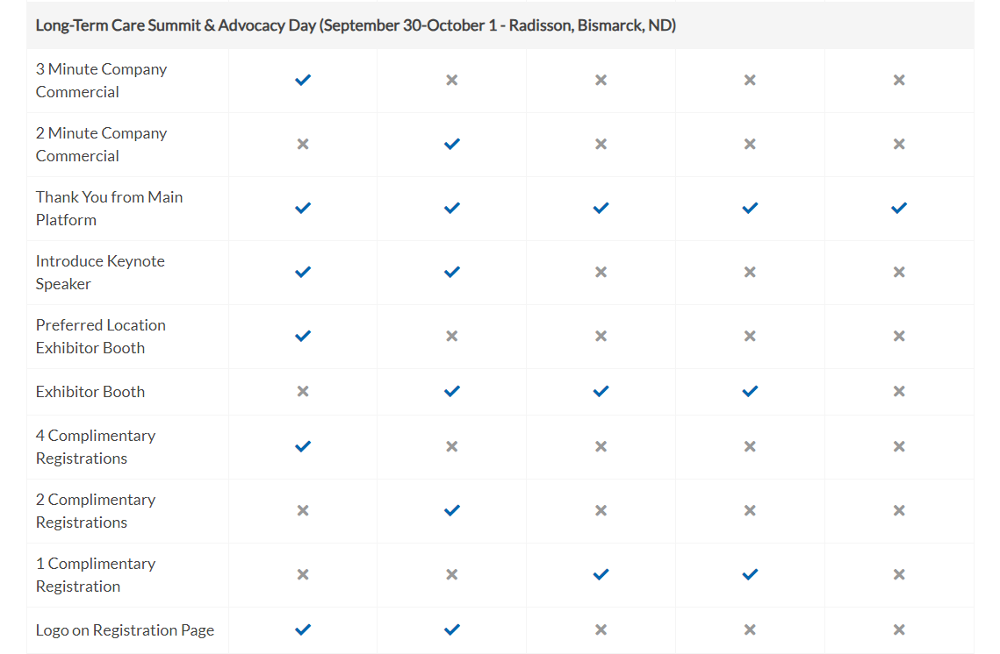 Long-Term Care Summit & Advocacy Day (September 30-October 1 - Radisson, Bismarck, ND)
3 Minute Company
Commercial
2 Minute Company
Commercial
Thank You from Main
Platform
Introduce Keynote
Speaker
Preferred Location
Exhibitor Booth
Exhibitor Booth
4 Complimentary
Registrations
2 Complimentary
Registrations
1 Complimentary
Registration
Logo on Registration Page